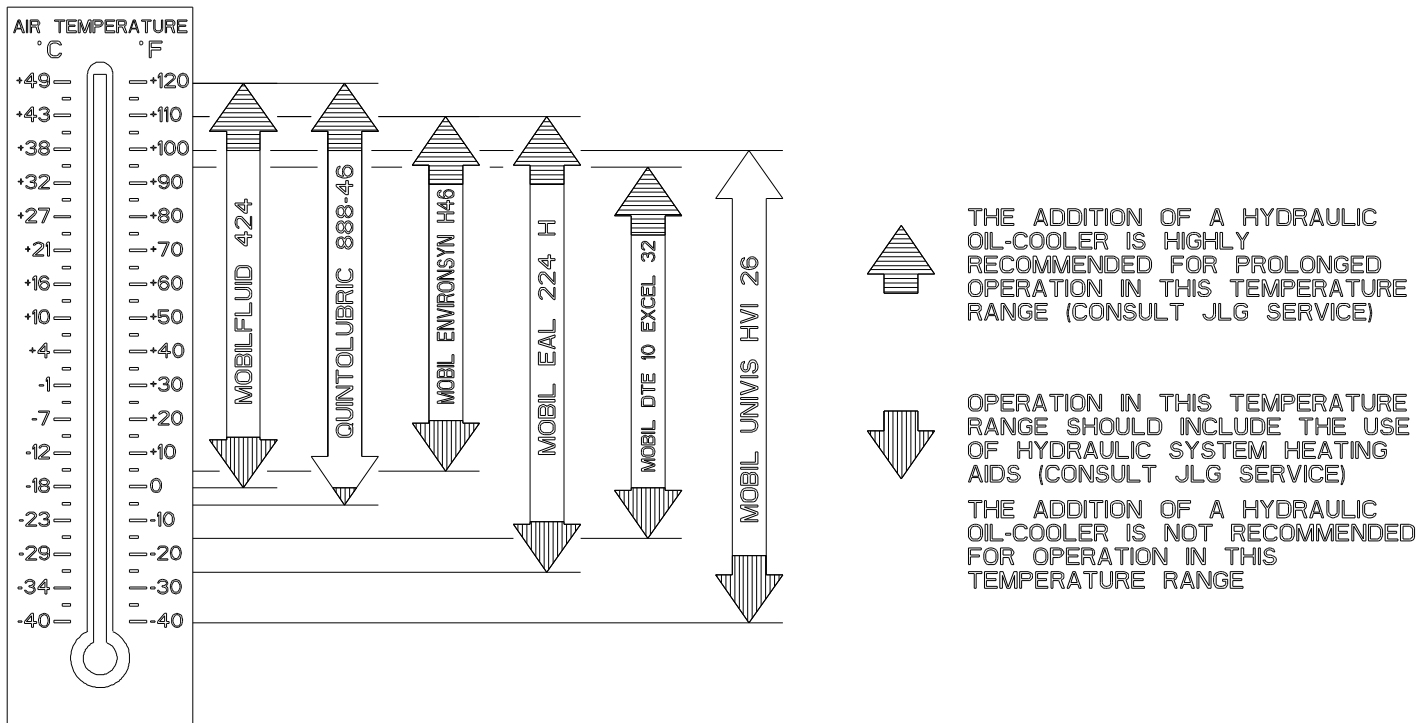 AIR TEMPERATURE
°C °F
+49 +120
+43 +110
+38 +100
+32 +90
+27 +80
+21 +70
+16 +60
+10 +50
+4 +40
-1 +30
-7 +20
-12 +10
-18 0
-23 -10
-29 -20
-34 -30
-40 -40
MOBILFLUID 424
QUINTOLUBRIC 888-46
MOBIL ENVIRONSYN H46
MOBIL EAL 224 H
MOBIL DTE 10 EXCEL 32
MOBIL UNIVIS HVI 26
THE ADDITION OF A HYDRAULIC
OIL-COOLER IS HIGHLY
RECOMMENDED FOR PROLONGED
OPERATION IN THIS TEMPERATURE
RANGE (CONSULT JLG SERVICE)
OPERATION IN THIS TEMPERATURE
RANGE SHOULD INCLUDE THE USE
OF HYDRAULIC SYSTEM HEATING
AIDS (CONSULT JLG SERVICE)
THE ADDITION OF A HYDRAULIC
OIL-COOLER IS NOT RECOMMENDED
FOR OPERATION IN THIS
TEMPERATURE RANGE